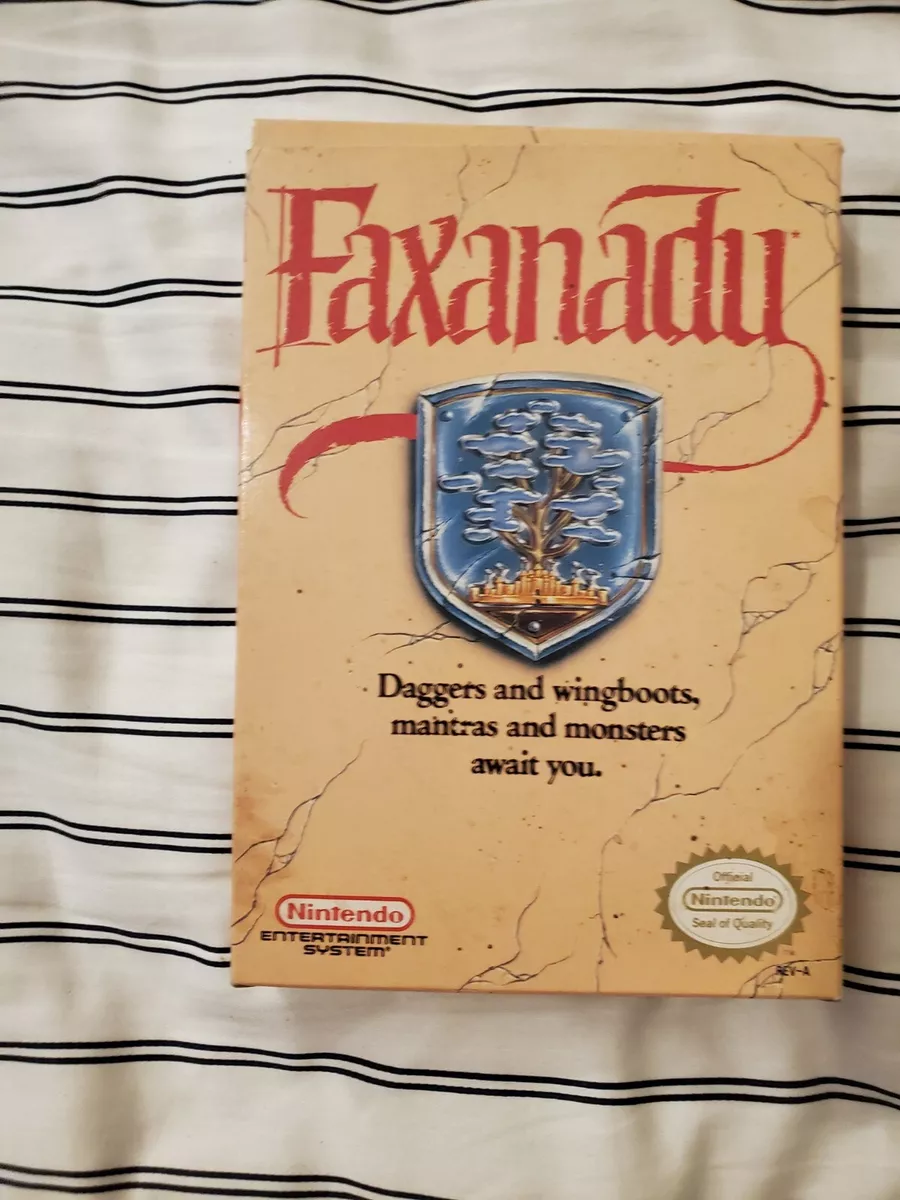 Faxanadu
Daggers and wingboots,
mantras and monsters
await you.
Nintendo
ENTERTAINMENT
SYSTEM
Official
Nintendo
Seal of Quality
REV-A